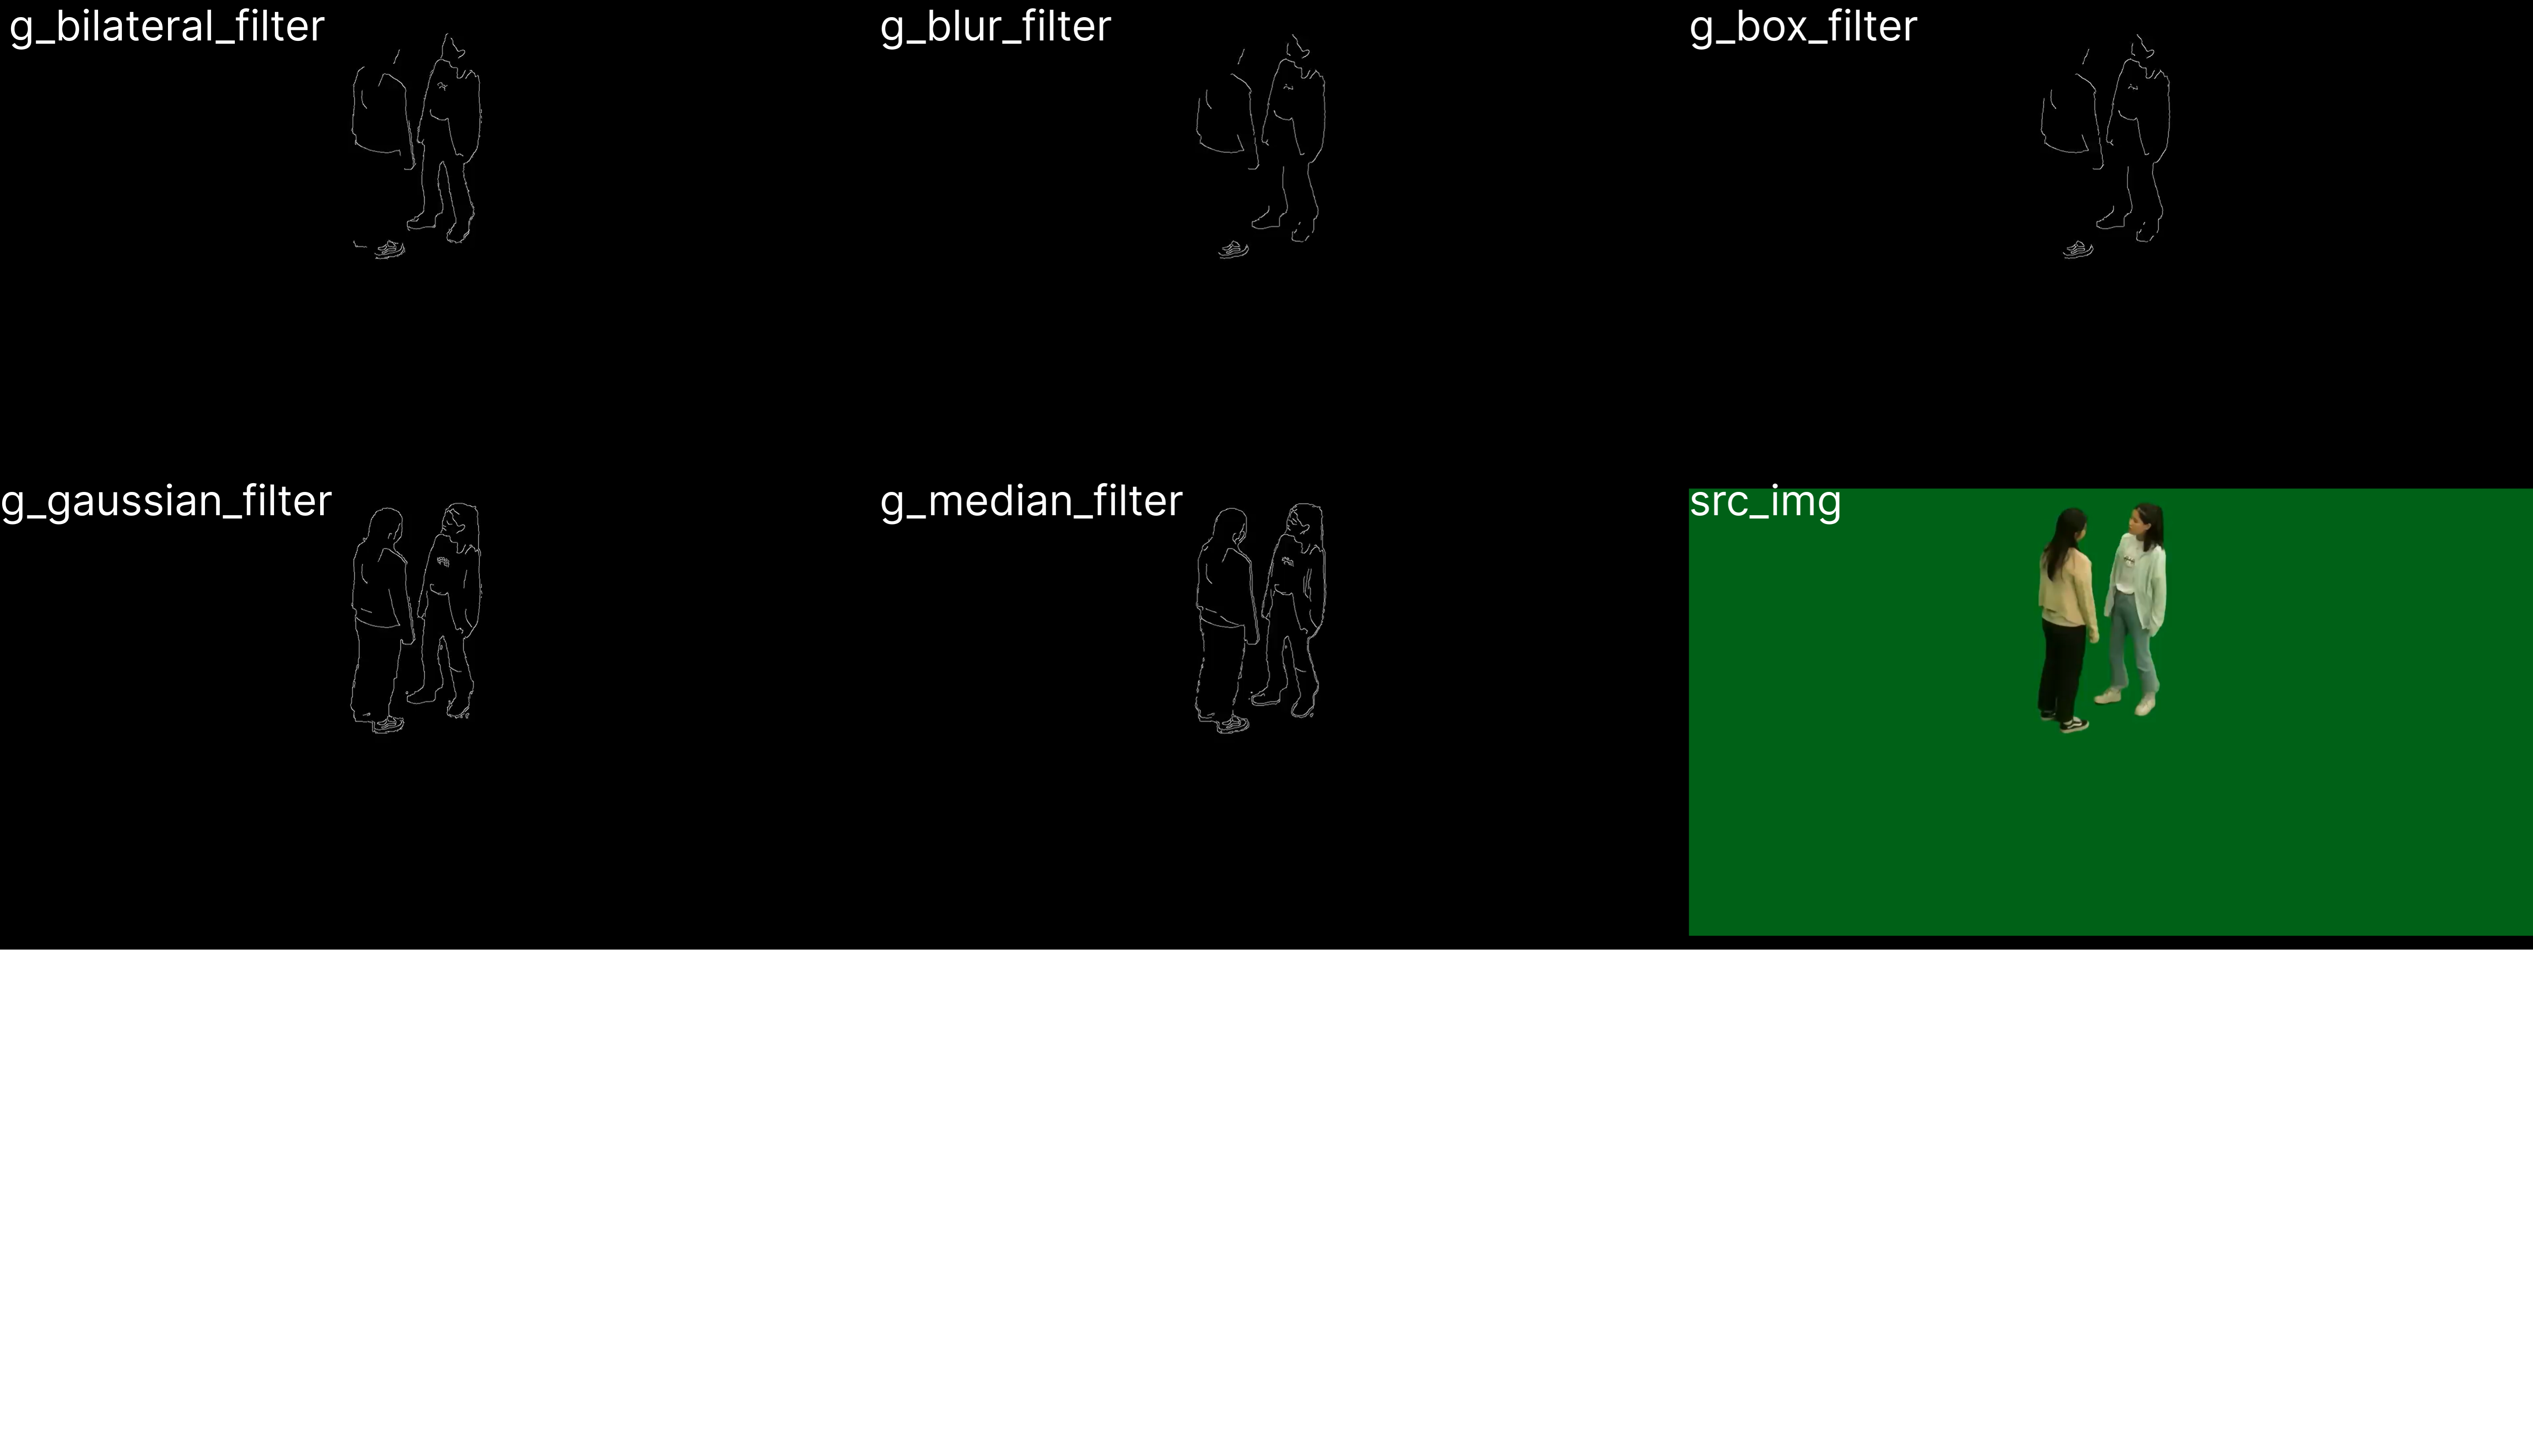 g_bilateral_filter
g_blur_filter
g_box_filter
g_gaussian_filter
g_median_filter
src_img